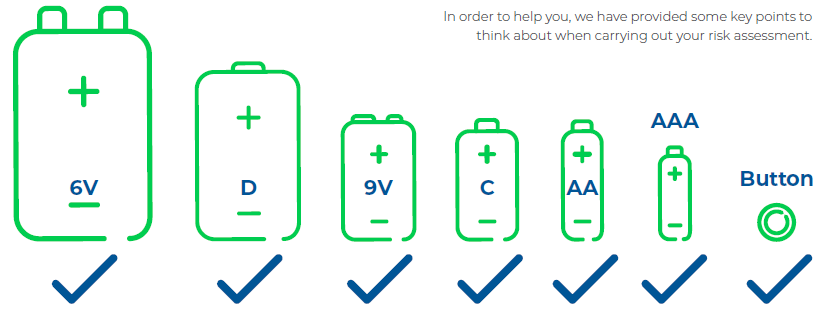 In order to help you, we have provided some key points to
think about when carrying out your risk assessment.
AAA
Button
6V
D
9V
C
AA